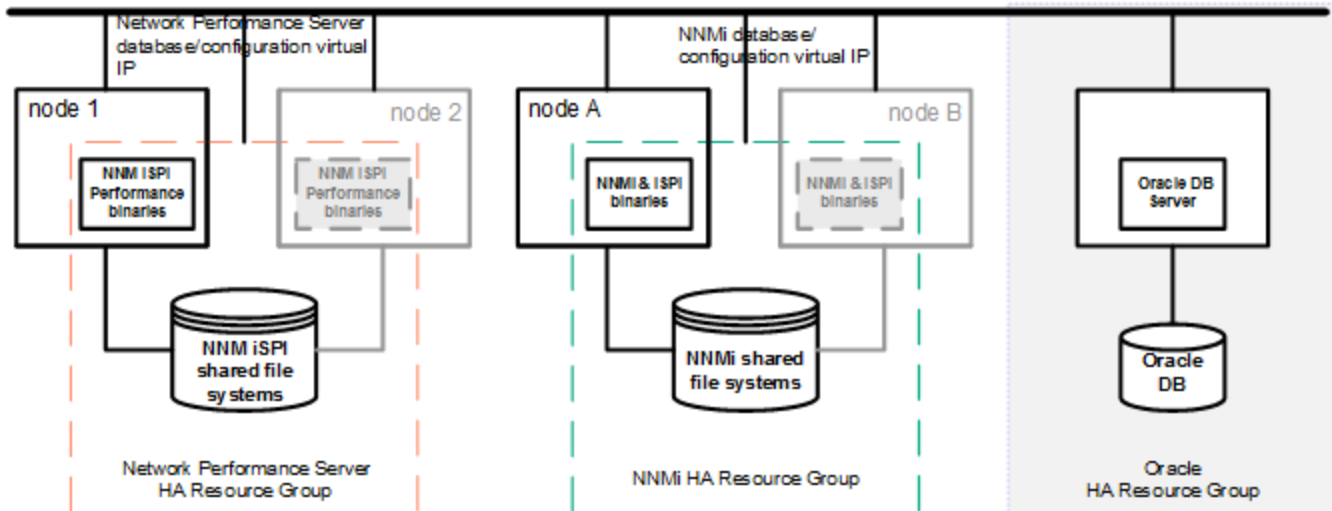 Network Performance Server
database/configuration virtual
IP
NNMi database/
configuration virtual IP
node 1
node 2
node A
node B
NNM iSPI
Performance
binaries
NNM iSPI
Performance
binaries
NNMi & iSPI
binaries
NNMi & iSPI
binaries
Oracle DB
Server
NNM iSPI
shared file
systems
NNMi shared
file systems
Oracle
DB
Network Performance Server
HA Resource Group
NNMi HA Resource Group
Oracle
HA Resource Group